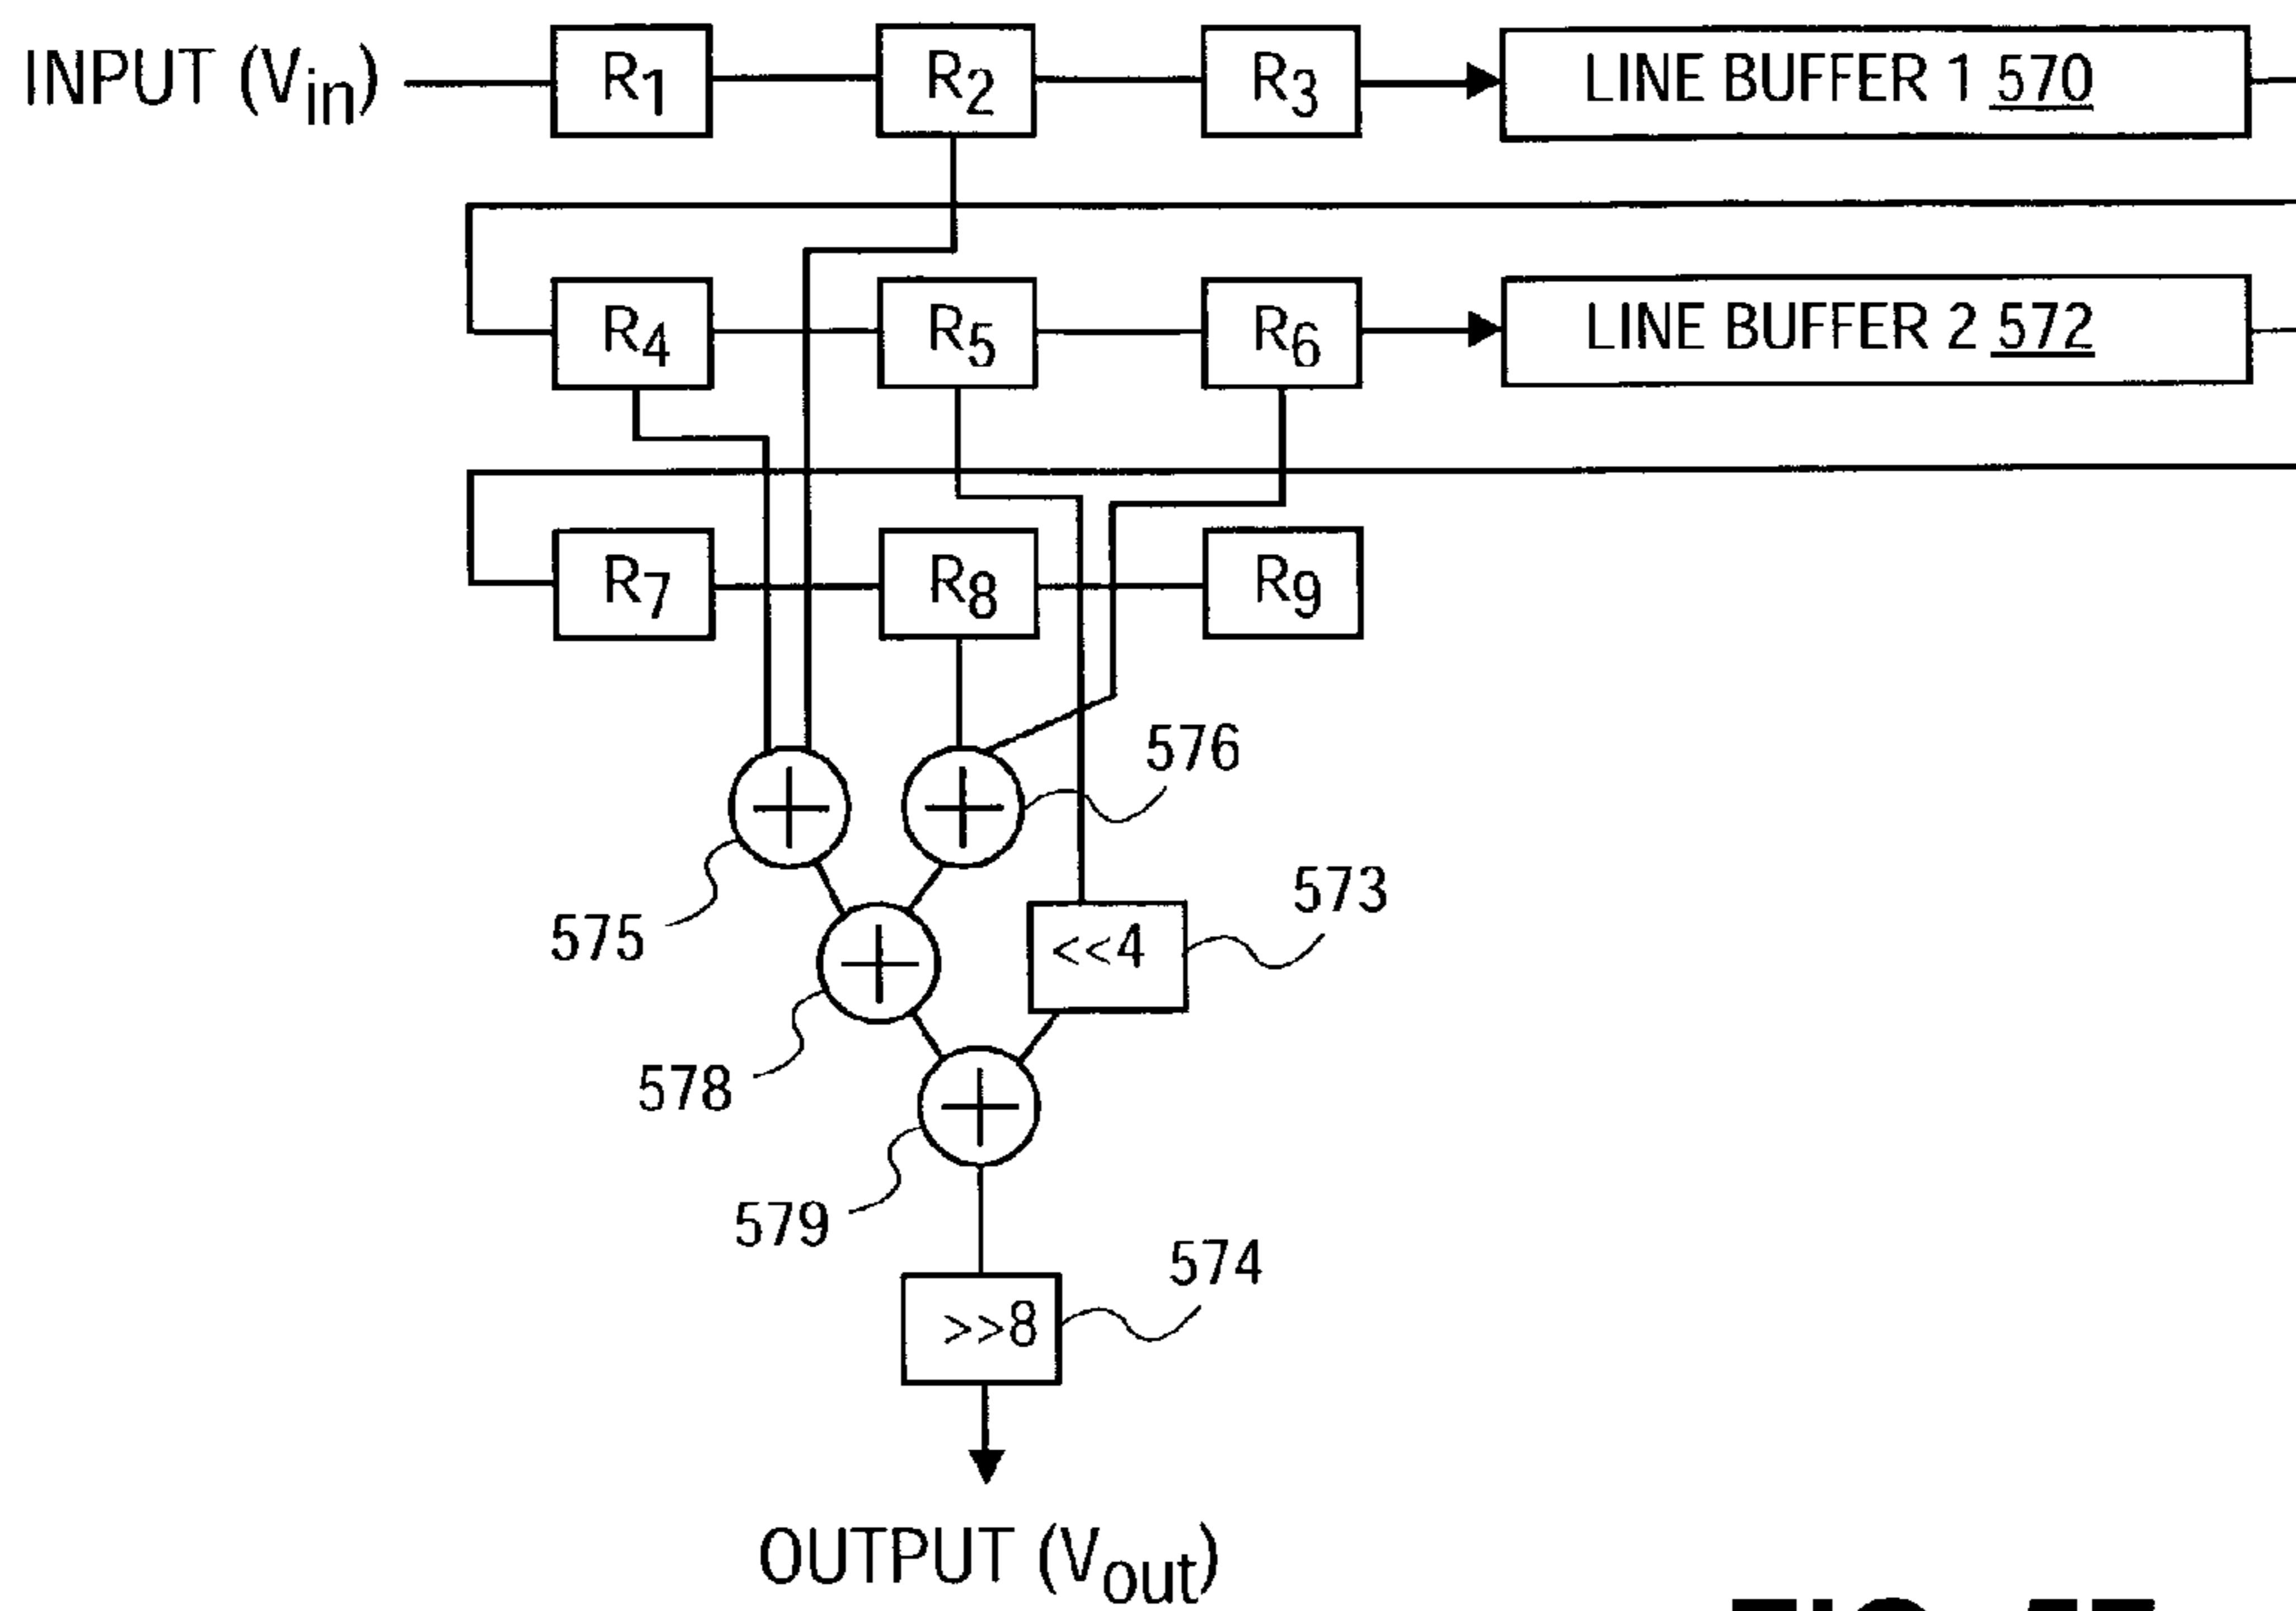 INPUT (Vin)
R1
R2
R3
LINE BUFFER 1 570
R4
R5
R6
LINE BUFFER 2 572
R7
R8
R9
576
575
573
<<4
578
579
574
>>8
OUTPUT (Vout)